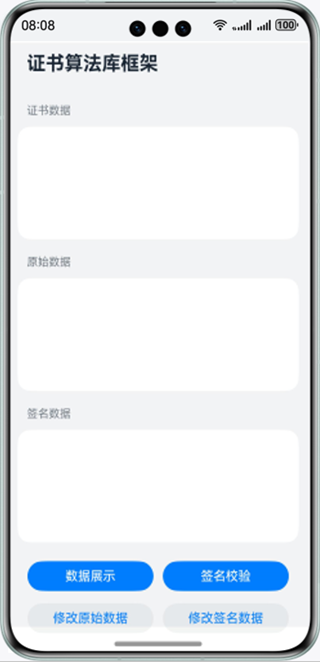 08:08
100
证书算法库框架
证书数据
原始数据
签名数据
数据展示 签名校验
修改原始数据 修改签名数据